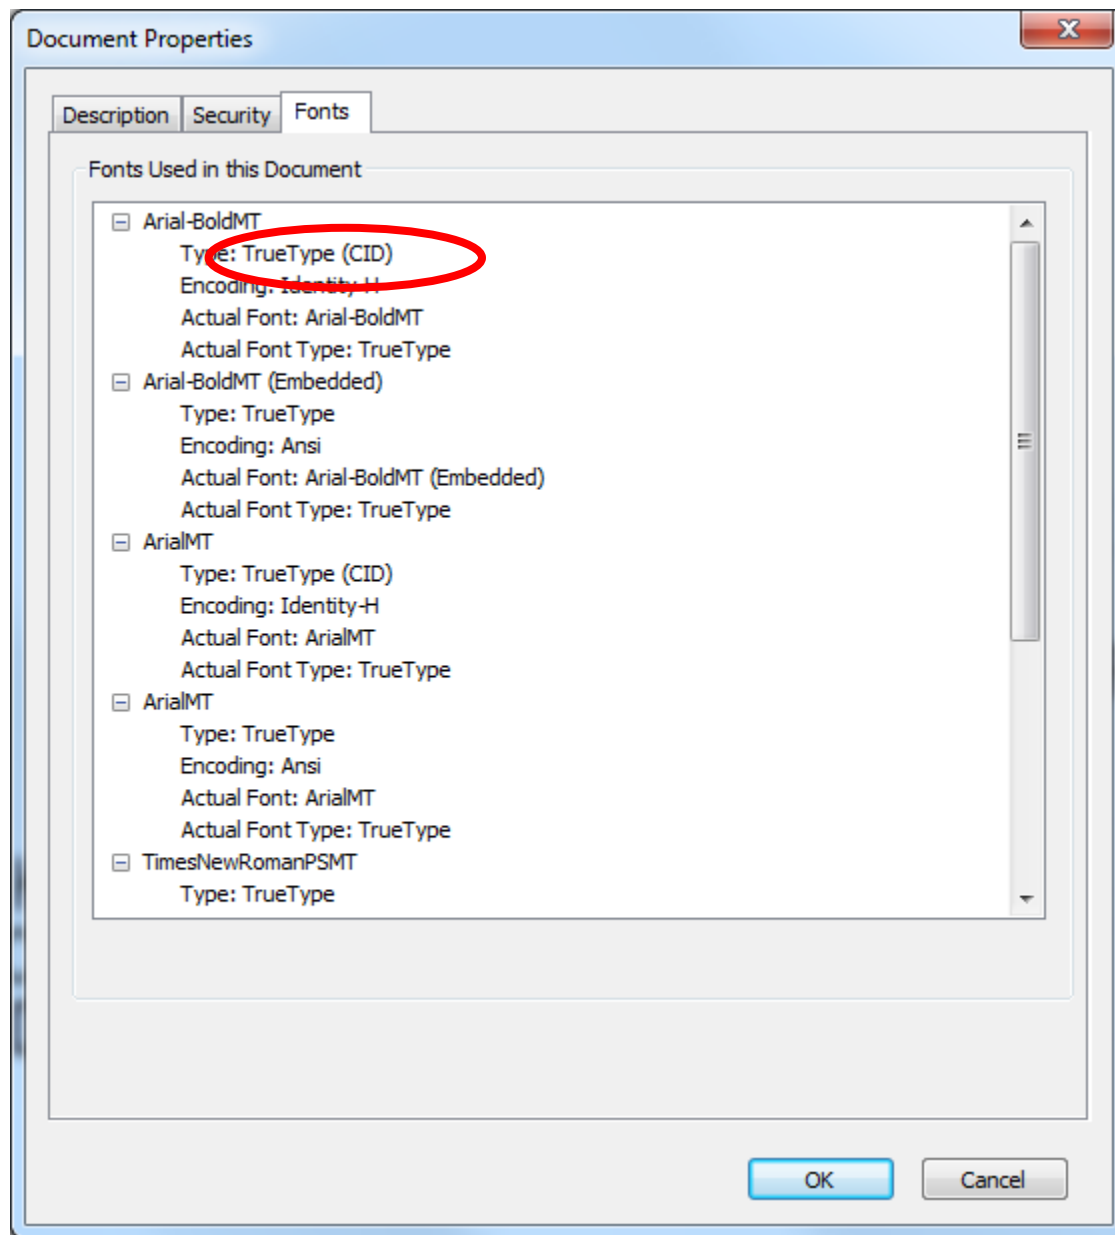 Document Properties
Description Security Fonts
Fonts Used in this Document
Arial-BoldMT
Type: TrueType (CID)
Encoding: Identity-H
Actual Font: Arial-BoldMT
Actual Font Type: TrueType
Arial-BoldMT (Embedded)
Type: TrueType
Encoding: Ansi
Actual Font: Arial-BoldMT (Embedded)
Actual Font Type: TrueType
ArialMT
Type: TrueType (CID)
Encoding: Identity-H
Actual Font: ArialMT
Actual Font Type: TrueType
ArialMT
Type: TrueType
Encoding: Ansi
Actual Font: ArialMT
Actual Font Type: TrueType
TimesNewRomanPSMT
Type: TrueType
OK Cancel